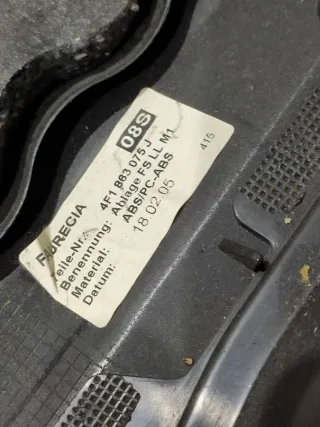 FAURECIA 08S
Teile-Nr.: 4F1 863 075 J
Benennung: Ablage FS LL M1
Material: ABS/PC-ABS
Datum: 18.02.05
415